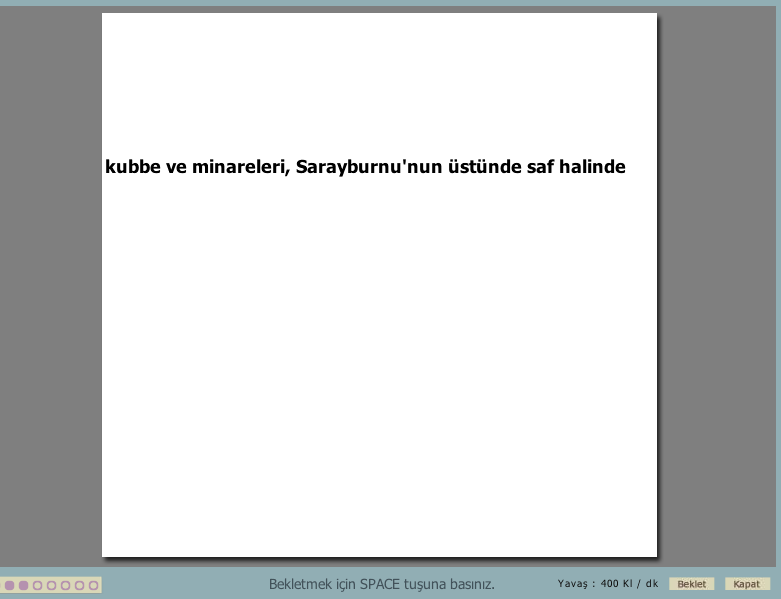 kubbe ve minareleri, Sarayburnu'nun üstünde saf halinde
Bekletmek için SPACE tuşuna basınız.
Yavaş : 400 Kl / dk
Beklet
Kapat